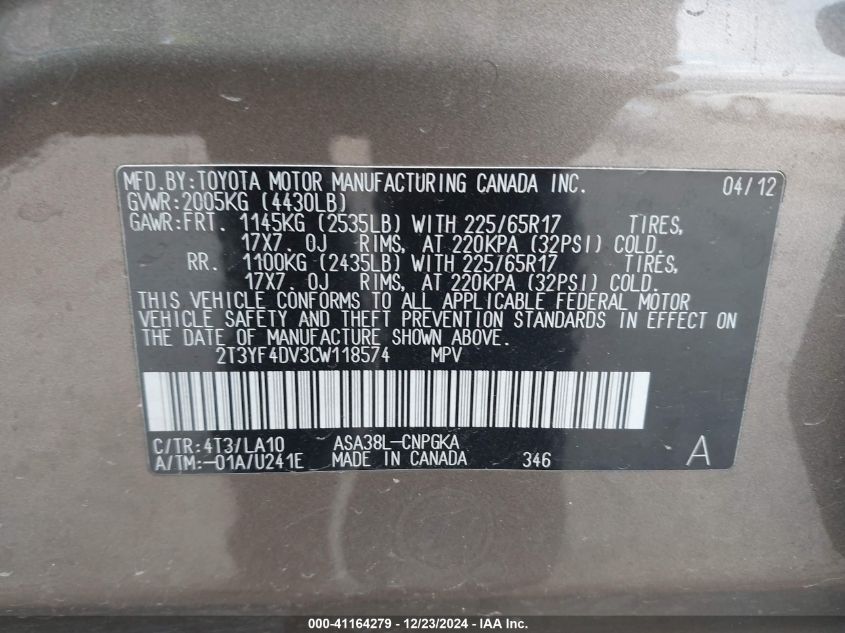 MFD.BY:TOYOTA MOTOR MANUFACTURING CANADA INC. 04/12
GVWR:2005KG (4430LB)
GAWR:FRT. 1145KG (2535LB) WITH 225/65R17 TIRES,
17X7.0J RIMS, AT 220KPA (32PSI) COLD.
RR. 1100KG (2435LB) WITH 225/65R17 TIRES,
17X7.0J RIMS, AT 220KPA (32PSI) COLD.
THIS VEHICLE CONFORMS TO ALL APPLICABLE FEDERAL MOTOR
VEHICLE SAFETY AND THEFT PREVENTION STANDARDS IN EFFECT ON
THE DATE OF MANUFACTURE SHOWN ABOVE.
2T3YF4DV3CW118574 MPV
C/TR:4T3/LA10 ASA38L-CNPGKA
A/TM:-01A/U241E MADE IN CANADA 346 A
000-41164279 - 12/23/2024 - IAA Inc.